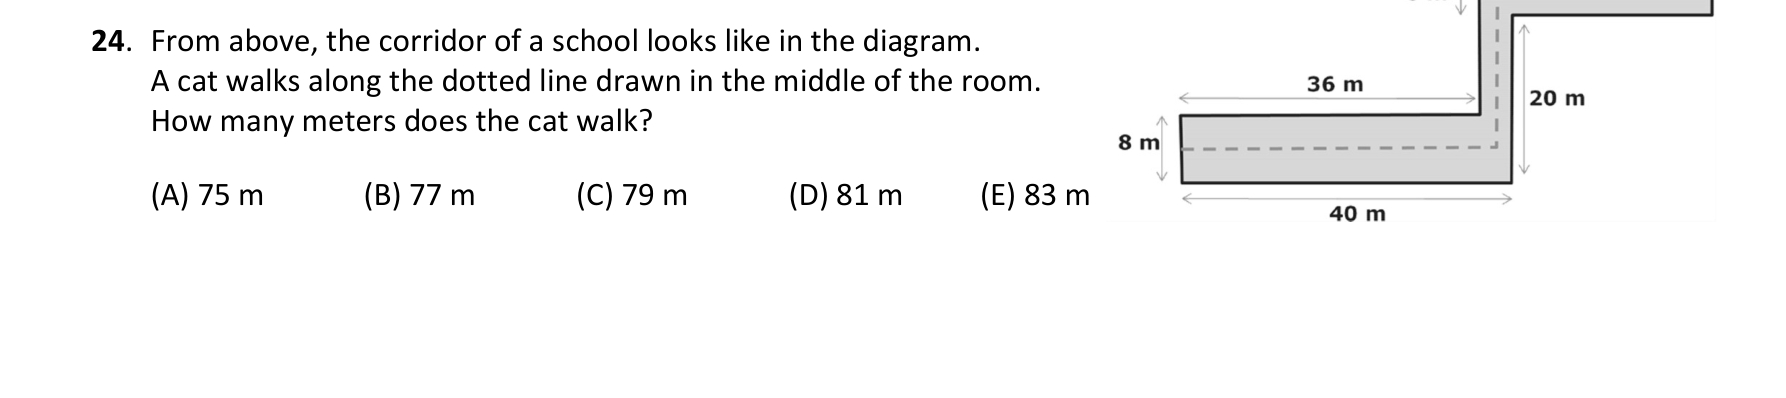 24. From above, the corridor of a school looks like in the diagram.
A cat walks along the dotted line drawn in the middle of the room.
How many meters does the cat walk?
(A) 75 m (B) 77 m (C) 79 m (D) 81 m (E) 83 m
36 m
20 m
8 m
40 m